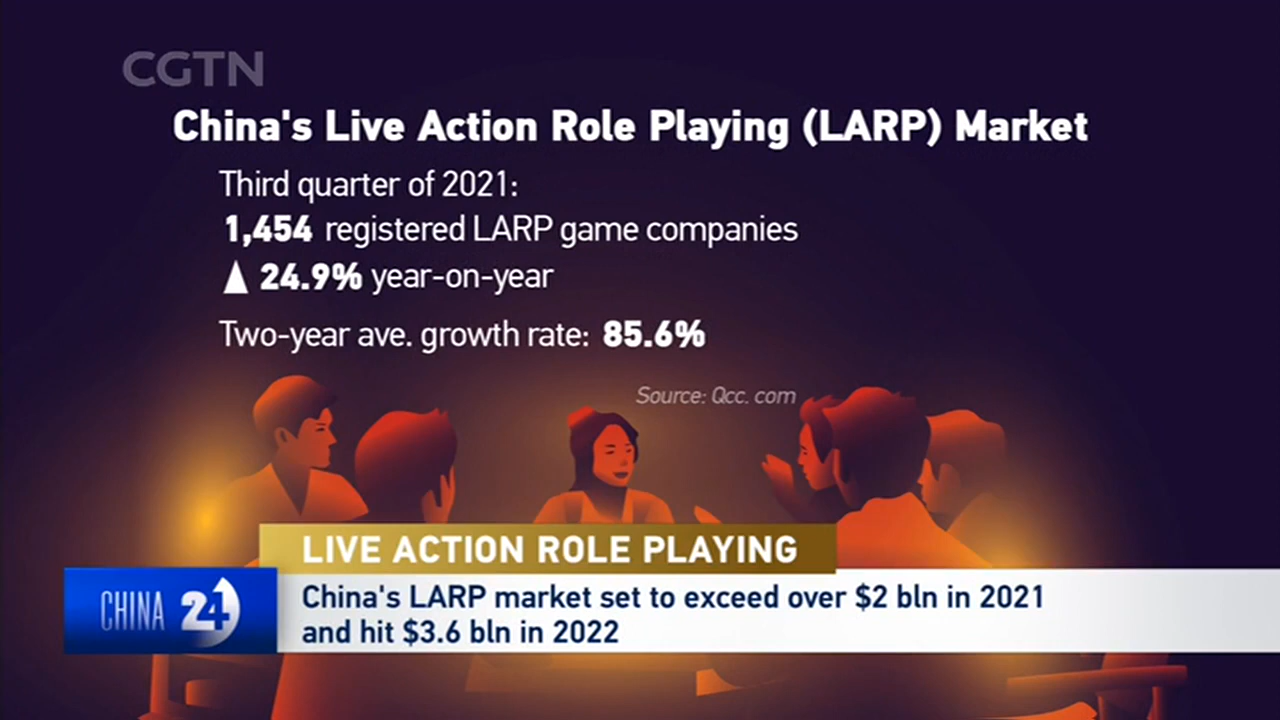 CGTN
China's Live Action Role Playing (LARP) Market
Third quarter of 2021:
1,454 registered LARP game companies
▲ 24.9% year-on-year
Two-year ave. growth rate: 85.6%
Source: Qcc. com
LIVE ACTION ROLE PLAYING
CHINA 24
China's LARP market set to exceed over $2 bln in 2021
and hit $3.6 bln in 2022